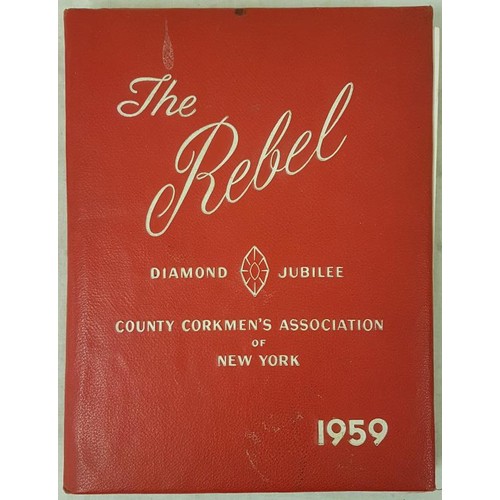 The
Rebel
DIAMOND JUBILEE
COUNTY CORKMEN'S ASSOCIATION
OF
NEW YORK
1959